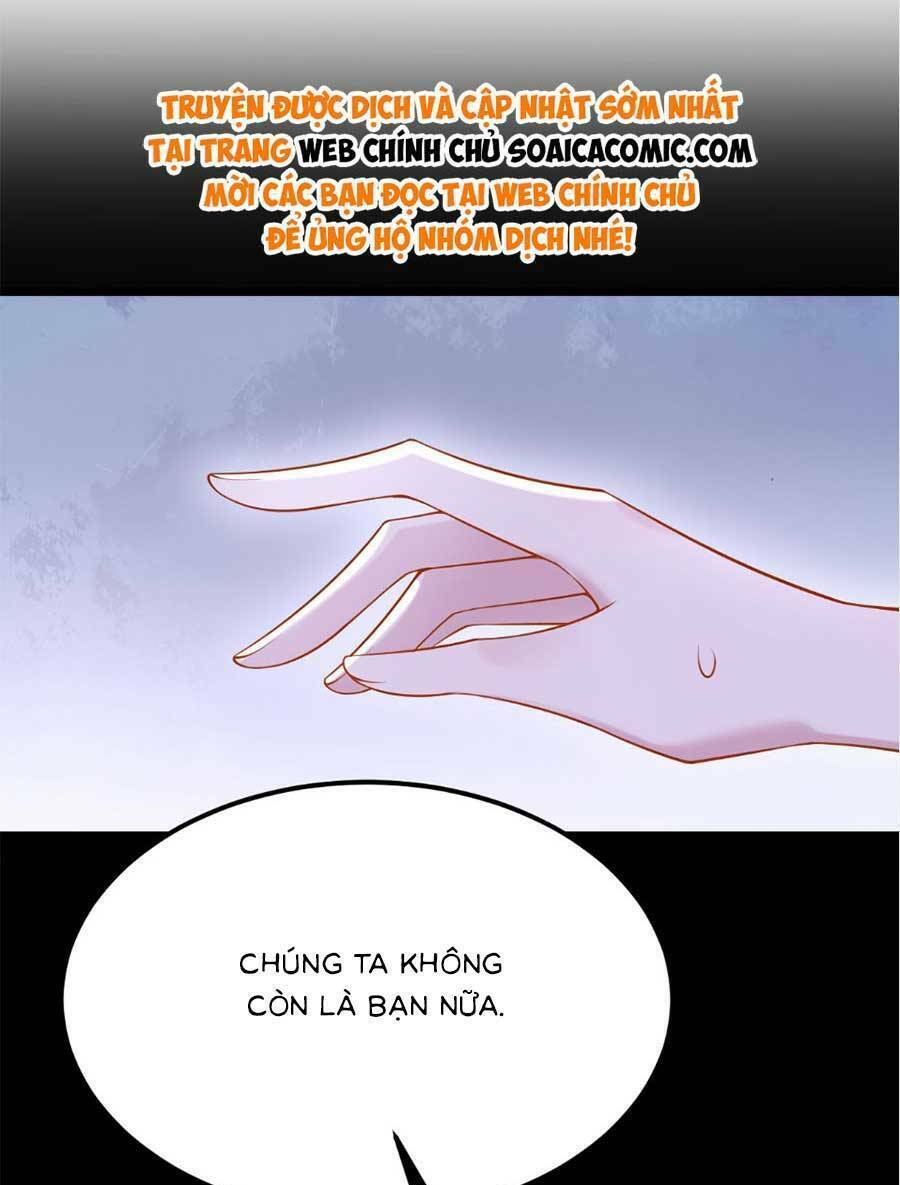 TRUYỆN ĐƯỢC DỊCH VÀ CẬP NHẬT SỚM NHẤT
TẠI TRANG WEB CHÍNH CHỦ SOAICACOMIC.COM
MỜI CÁC BẠN ĐỌC TẠI WEB CHÍNH CHỦ
ĐỂ ỦNG HỘ NHÓM DỊCH NHÉ!
CHÚNG TA KHÔNG
CÒN LÀ BẠN NỮA.